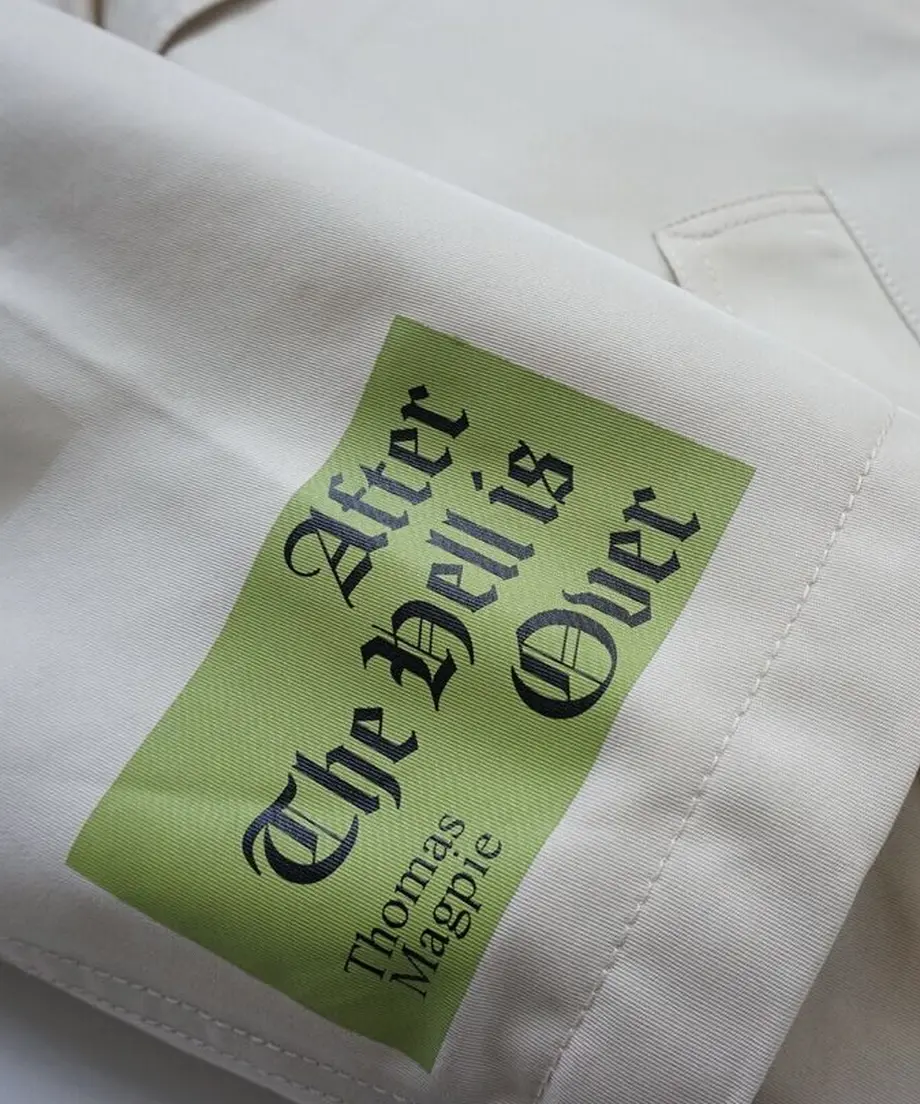 After
The Hell is
Over
Thomas
Magpie